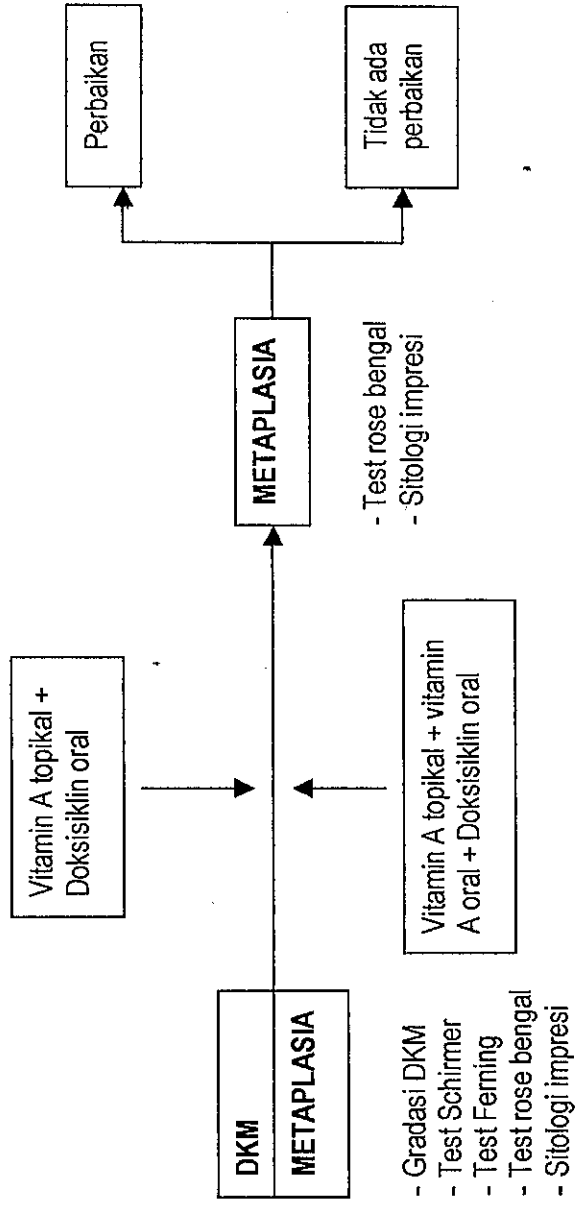 DKM
METAPLASIA
- Gradasi DKM
- Test Schirmer
- Test Ferning
- Test rose bengal
- Sitologi impresi
Vitamin A topikal +
Doksisiklin oral
Vitamin A topikal + vitamin
A oral + Doksisiklin oral
METAPLASIA
- Test rose bengal
- Sitologi impresi
Perbaikan
Tidak ada
perbaikan